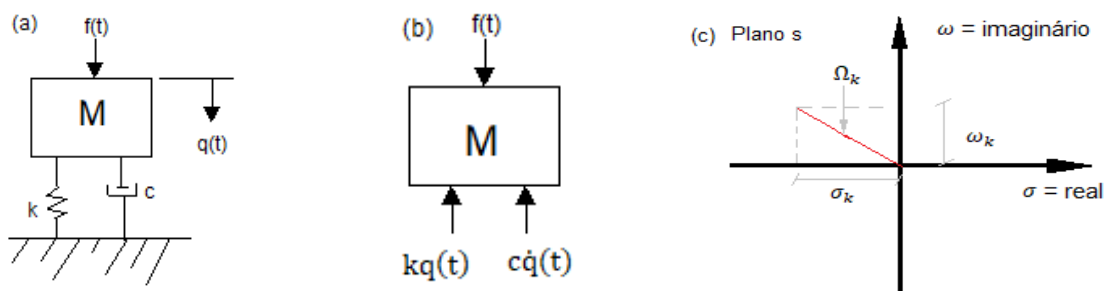 (a)
f(t)
M
q(t)
k
c
(b)
f(t)
M
kq(t)
cq̇(t)
(c) Plano s
ω = imaginário
Ωₖ
ωₖ
σₖ
σ = real